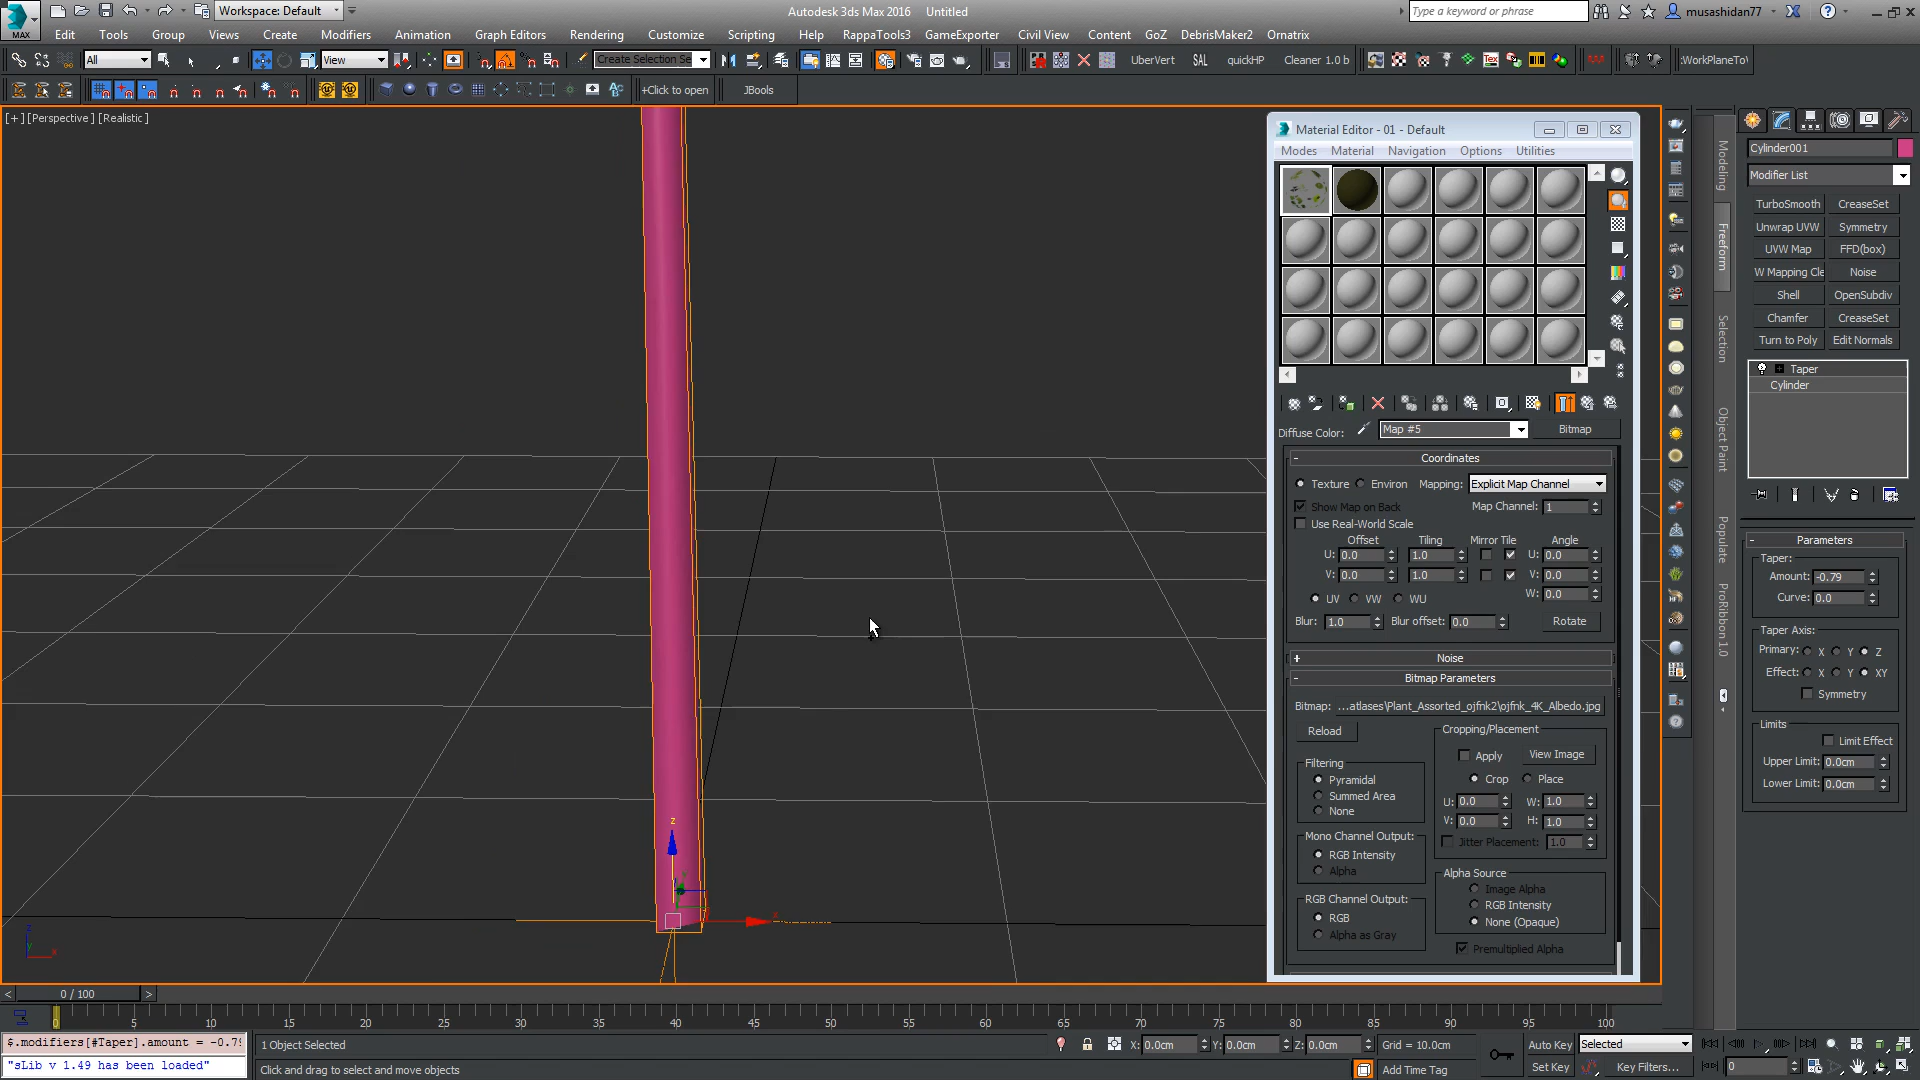 Workspace: Default
Autodesk 3ds Max 2016 Untitled
Type a keyword or phrase
musashidan77
MAX
Edit Tools Group Views Create Modifiers Animation Graph Editors Rendering Customize Scripting Help RappaTools3 GameExporter Civil View Content GoZ DebrisMaker2 Ornatrix
All
View
Create Selection Se
UberVert SAL quickHP Cleaner 1.0 b
:WorkPlaneTo
+Click to open
JBools
[+] [Perspective] [Realistic]
Material Editor - 01 - Default
Modes Material Navigation Options Utilities
Diffuse Color: Map #5 Bitmap
- Coordinates
Texture Environ Mapping: Explicit Map Channel
Show Map on Back Map Channel: 1
Use Real-World Scale
Offset Tiling Mirror Tile Angle
U: 0.0 1.0 U: 0.0
V: 0.0 1.0 V: 0.0
W: 0.0
UV VW WU
Blur: 1.0 Blur offset: 0.0 Rotate
+ Noise
- Bitmap Parameters
Bitmap: ...atlases\Plant_Assorted_ojfnk2\ojfnk_4K_Albedo.jpg
Reload
Cropping/Placement
Apply View Image
Crop Place
U: 0.0 W: 1.0
V: 0.0 H: 1.0
Jitter Placement: 1.0
Filtering
Pyramidal
Summed Area
None
Mono Channel Output:
RGB Intensity
Alpha
RGB Channel Output:
RGB
Alpha as Gray
Alpha Source
Image Alpha
RGB Intensity
None (Opaque)
Premultiplied Alpha
Modeling
Freeform
Selection
Object Paint
Populate
ProRibbon 1.0
Cylinder001
Modifier List
TurboSmooth CreaseSet
Unwrap UVW Symmetry
UVW Map FFD(box)
W Mapping Cle Noise
Shell OpenSubdiv
Chamfer CreaseSet
Turn to Poly Edit Normals
Taper
Cylinder
- Parameters
Taper:
Amount: -0.79
Curve: 0.0
Taper Axis:
Primary: X Y Z
Effect: X Y XY
Symmetry
Limits
Limit Effect
Upper Limit: 0.0cm
Lower Limit: 0.0cm
z
x
z
y
x
< 0 / 100 >
0 5 10 15 20 25 30 35 40 45 50 55 60 65 70 75 80 85 90 95 100
$.modifiers[#Taper].amount = -0.79
"sLib v 1.49 has been loaded"
1 Object Selected
Click and drag to select and move objects
X: 0.0cm Y: 0.0cm Z: 0.0cm Grid = 10.0cm
Add Time Tag
Auto Key Selected
Set Key Key Filters...
0